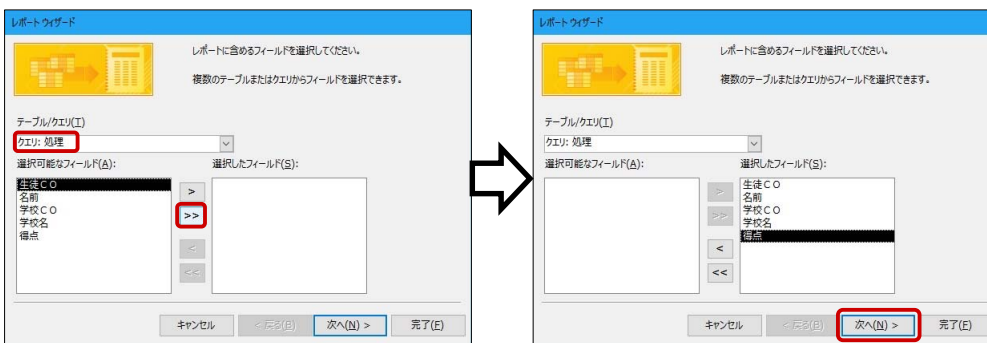 レポート ウィザード
レポートに含めるフィールドを選択してください。
複数のテーブルまたはクエリからフィールドを選択できます。
テーブル/クエリ(T)
クエリ: 処理
選択可能なフィールド(A):
選択したフィールド(S):
生徒CO
名前
学校CO
学校名
得点
>
>>
<
<<
キャンセル
< 戻る(B)
次へ(N) >
完了(F)
レポート ウィザード
レポートに含めるフィールドを選択してください。
複数のテーブルまたはクエリからフィールドを選択できます。
テーブル/クエリ(T)
クエリ: 処理
選択可能なフィールド(A):
選択したフィールド(S):
>
>>
<
<<
生徒CO
名前
学校CO
学校名
得点
キャンセル
< 戻る(B)
次へ(N) >
完了(F)